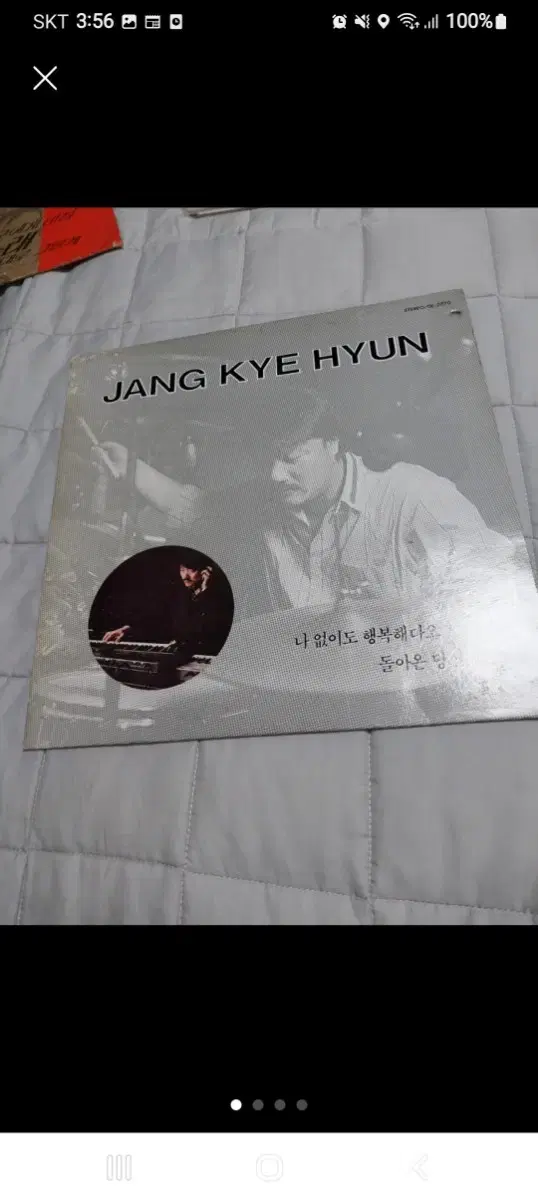 SKT 3:56
100%
JANG KYE HYUN
나 없이도 행복해다오
돌아온